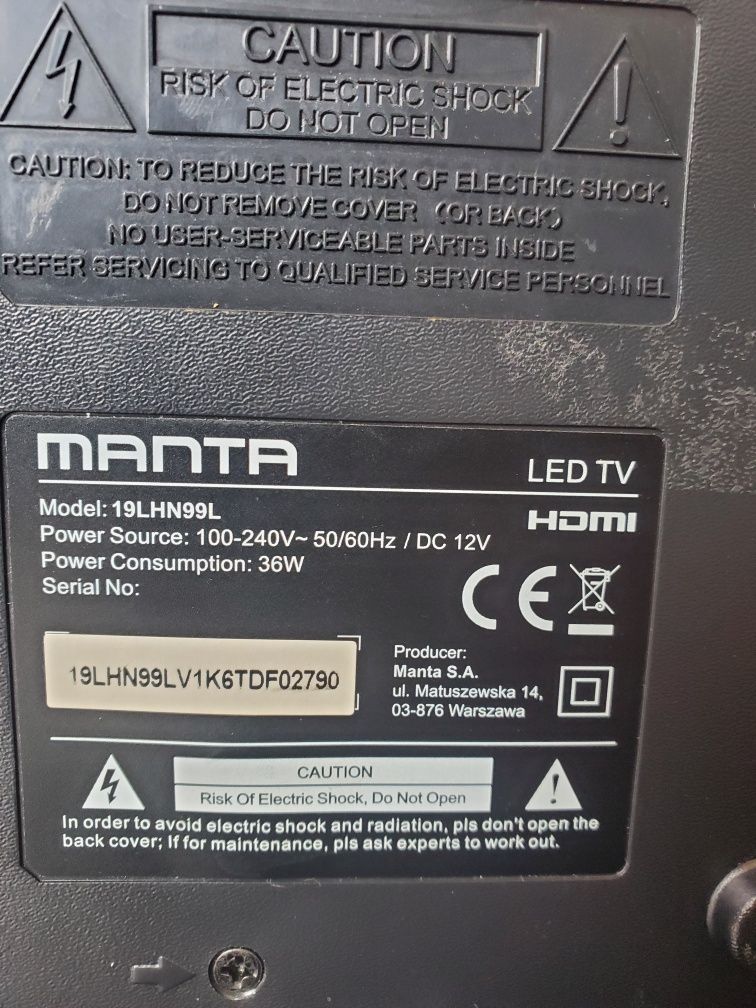 CAUTION
RISK OF ELECTRIC SHOCK
DO NOT OPEN
CAUTION: TO REDUCE THE RISK OF ELECTRIC SHOCK,
DO NOT REMOVE COVER (OR BACK)
NO USER-SERVICEABLE PARTS INSIDE
REFER SERVICING TO QUALIFIED SERVICE PERSONNEL
MANTA
LED TV
Model: 19LHN99L
HDMI
Power Source: 100-240V~ 50/60Hz / DC 12V
Power Consumption: 36W
Serial No:
CE
19LHN99LV1K6TDF02790
Producer:
Manta S.A.
ul. Matuszewska 14,
03-876 Warszawa
CAUTION
Risk Of Electric Shock, Do Not Open
In order to avoid electric shock and radiation, pls don't open the
back cover; If for maintenance, pls ask experts to work out.